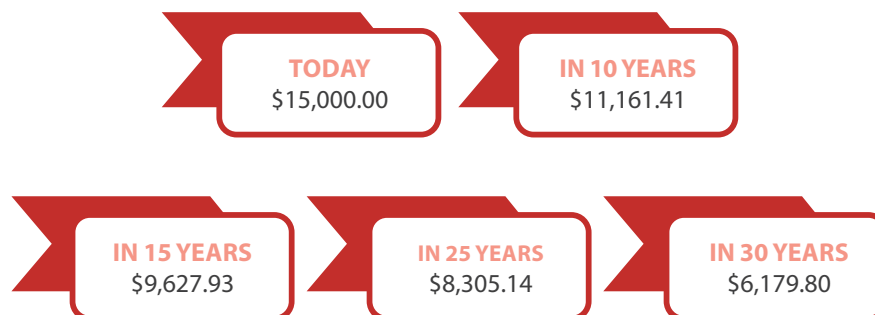 TODAY
$15,000.00
IN 10 YEARS
$11,161.41
IN 15 YEARS
$9,627.93
IN 25 YEARS
$8,305.14
IN 30 YEARS
$6,179.80